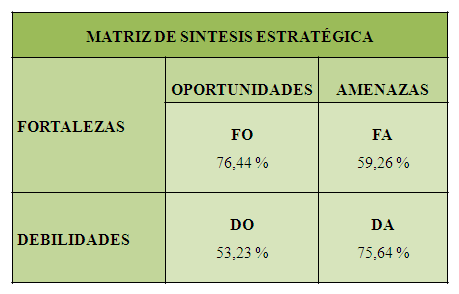 MATRIZ DE SINTESIS ESTRATÉGICA
OPORTUNIDADES
AMENAZAS
FORTALEZAS
FO
76,44 %
FA
59,26 %
DEBILIDADES
DO
53,23 %
DA
75,64 %